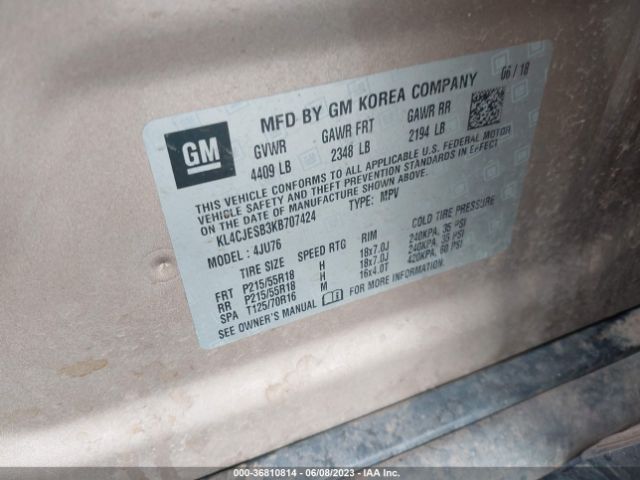 06 / 18
MFD BY GM KOREA COMPANY
GM
GVWR GAWR FRT GAWR RR
4409 LB 2348 LB 2194 LB
THIS VEHICLE CONFORMS TO ALL APPLICABLE U.S. FEDERAL MOTOR
VEHICLE SAFETY AND THEFT PREVENTION STANDARDS IN EFFECT
ON THE DATE OF MANUFACTURE SHOWN ABOVE.
KL4CJESB3KB707424 TYPE: MPV
MODEL: 4JU76
TIRE SIZE SPEED RTG RIM COLD TIRE PRESSURE
FRT P215/55R18 H 18x7.0J 240KPA, 35 PSI
RR P215/55R18 H 18x7.0J 240KPA, 35 PSI
SPA T125/70R16 M 16x4.0T 420KPA, 60 PSI
SEE OWNER'S MANUAL FOR MORE INFORMATION.
000-36810814 - 06/08/2023 - IAA Inc.